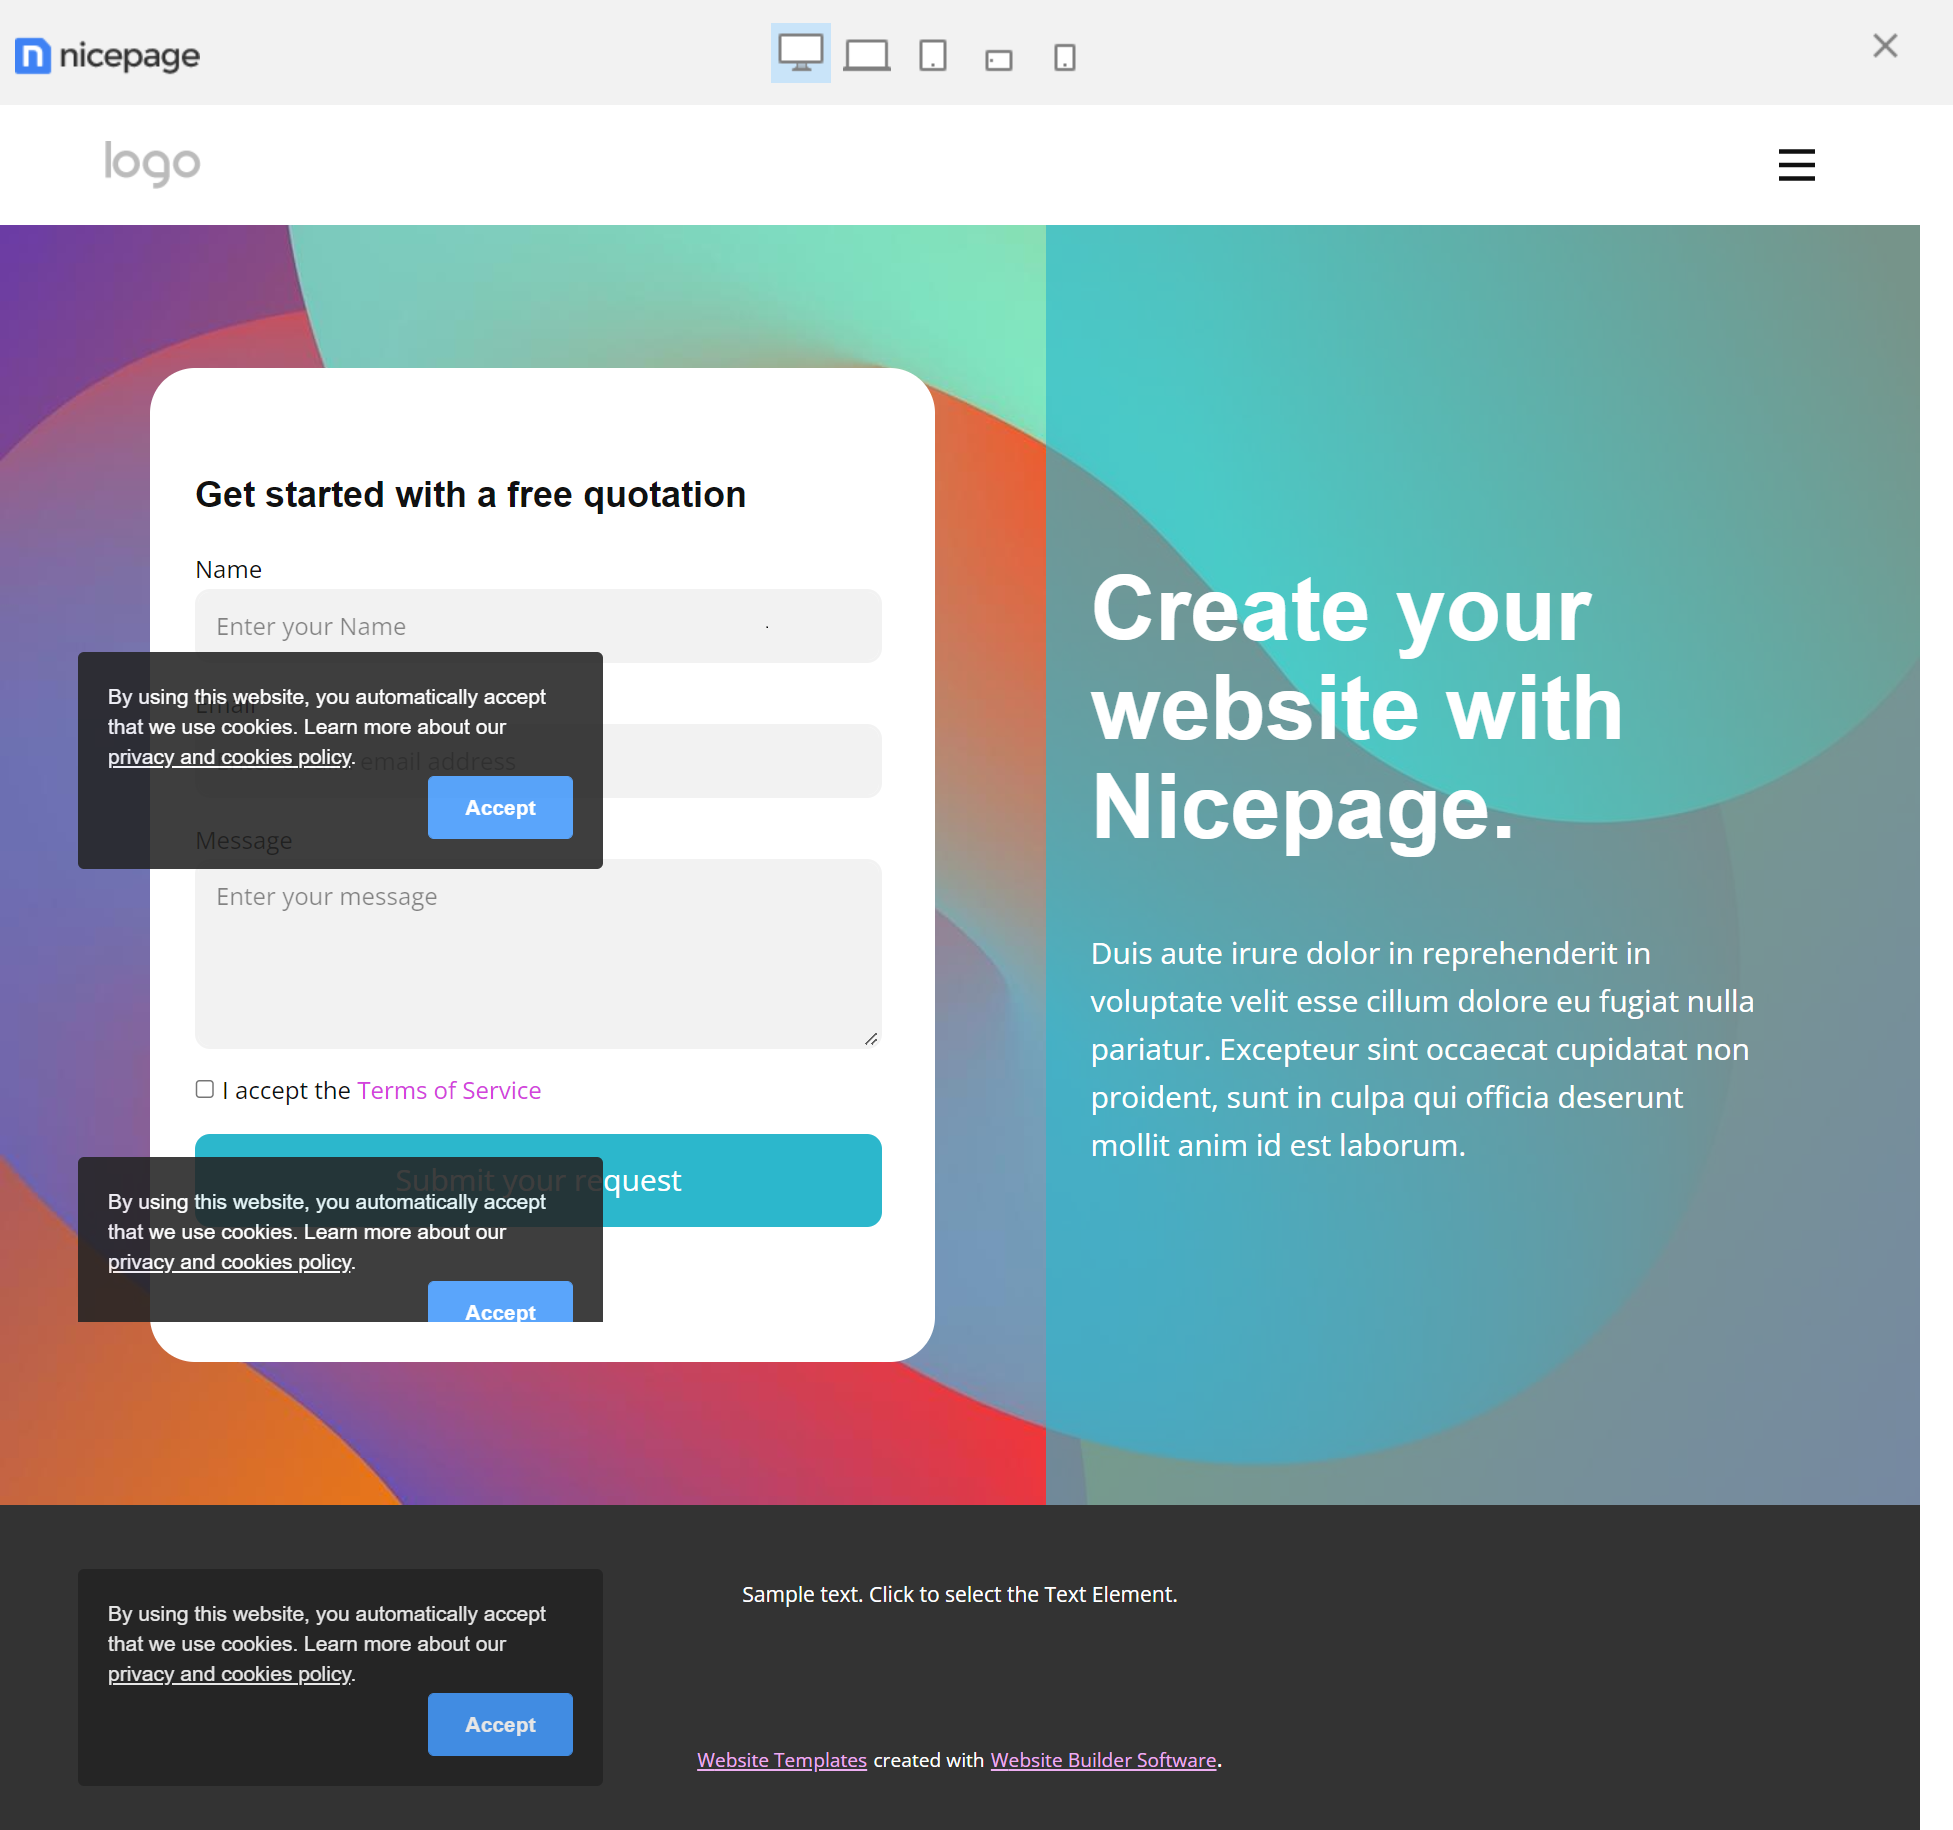 nicepage
logo
Get started with a free quotation
Name
Enter your Name
By using this website, you automatically accept
that we use cookies. Learn more about our
privacy and cookies policy.
Email
email address
Accept
Message
Enter your message
I accept the Terms of Service
Submit your request
By using this website, you automatically accept
that we use cookies. Learn more about our
privacy and cookies policy.
Accept
Create your
website with
Nicepage.
Duis aute irure dolor in reprehenderit in
voluptate velit esse cillum dolore eu fugiat nulla
pariatur. Excepteur sint occaecat cupidatat non
proident, sunt in culpa qui officia deserunt
mollit anim id est laborum.
By using this website, you automatically accept
that we use cookies. Learn more about our
privacy and cookies policy.
Accept
Sample text. Click to select the Text Element.
Website Templates created with Website Builder Software.